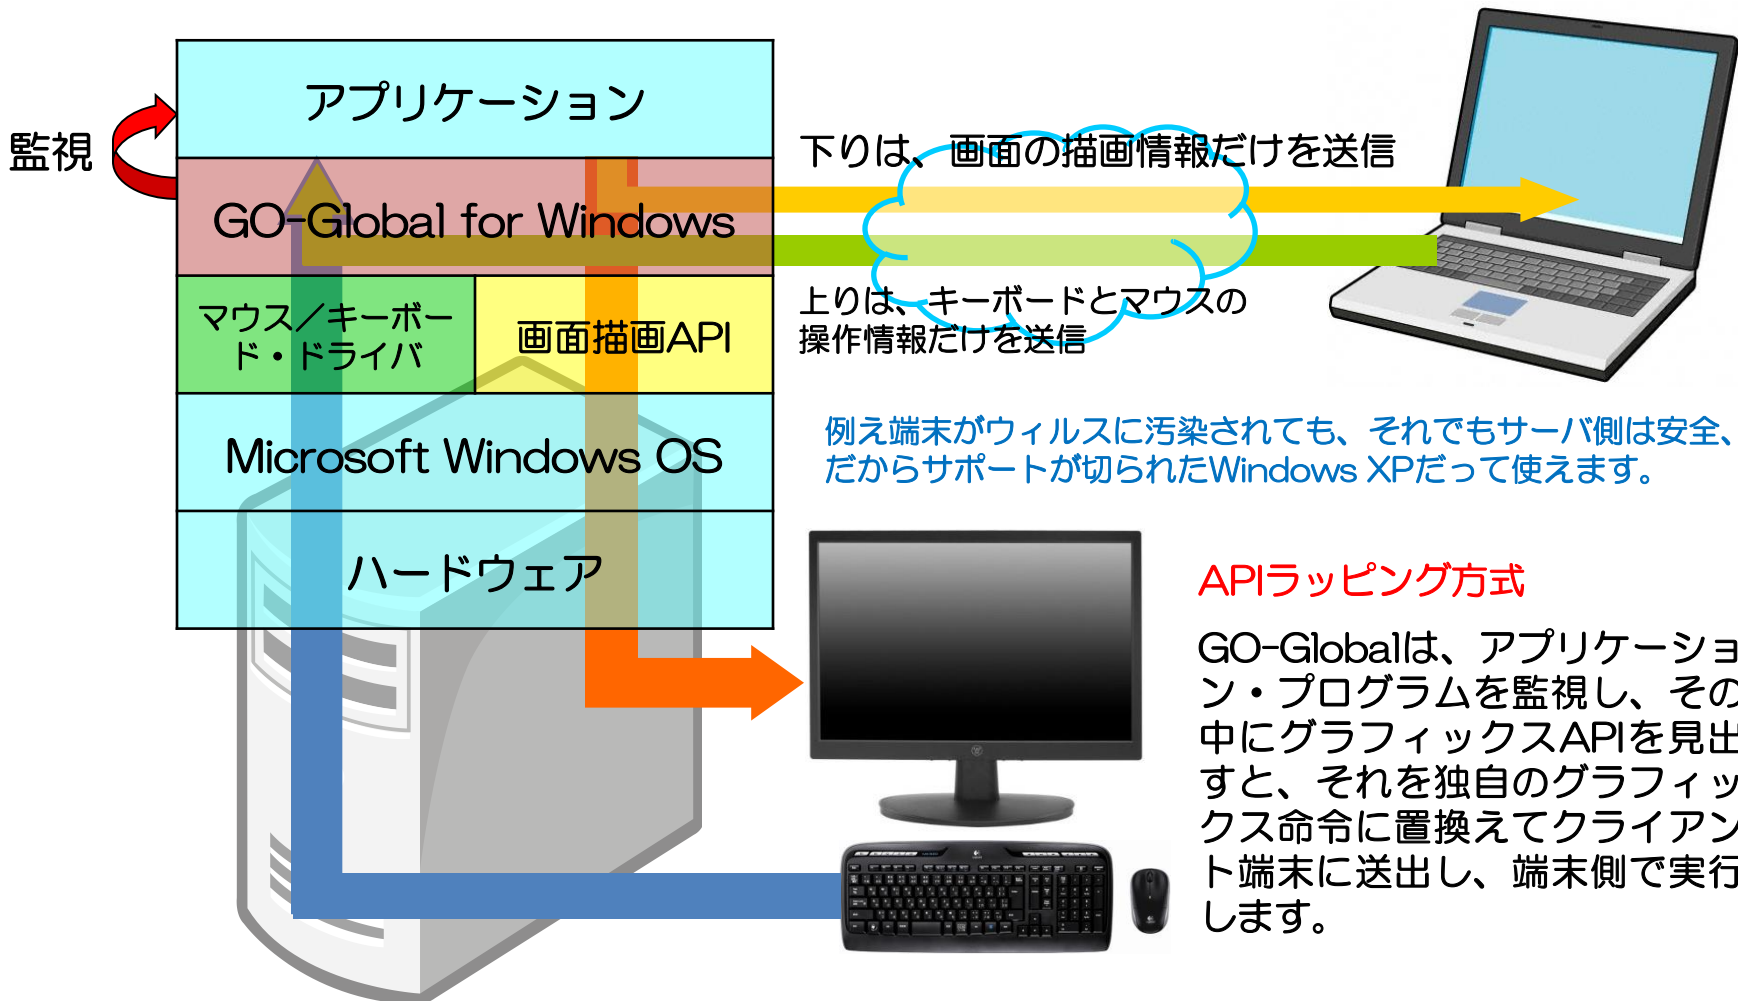 アプリケーション
監視
GO-Global for Windows
マウス／キーボー
ド・ドライバ
画面描画API
Microsoft Windows OS
ハードウェア
下りは、画面の描画情報だけを送信
上りは、キーボードとマウスの
操作情報だけを送信
例え端末がウィルスに汚染されても、それでもサーバ側は安全、
だからサポートが切られたWindows XPだって使えます。
APIラッピング方式
GO-Globalは、アプリケーショ
ン・プログラムを監視し、その
中にグラフィックスAPIを見出
すと、それを独自のグラフィッ
クス命令に置換えてクライアン
ト端末に送出し、端末側で実行
します。